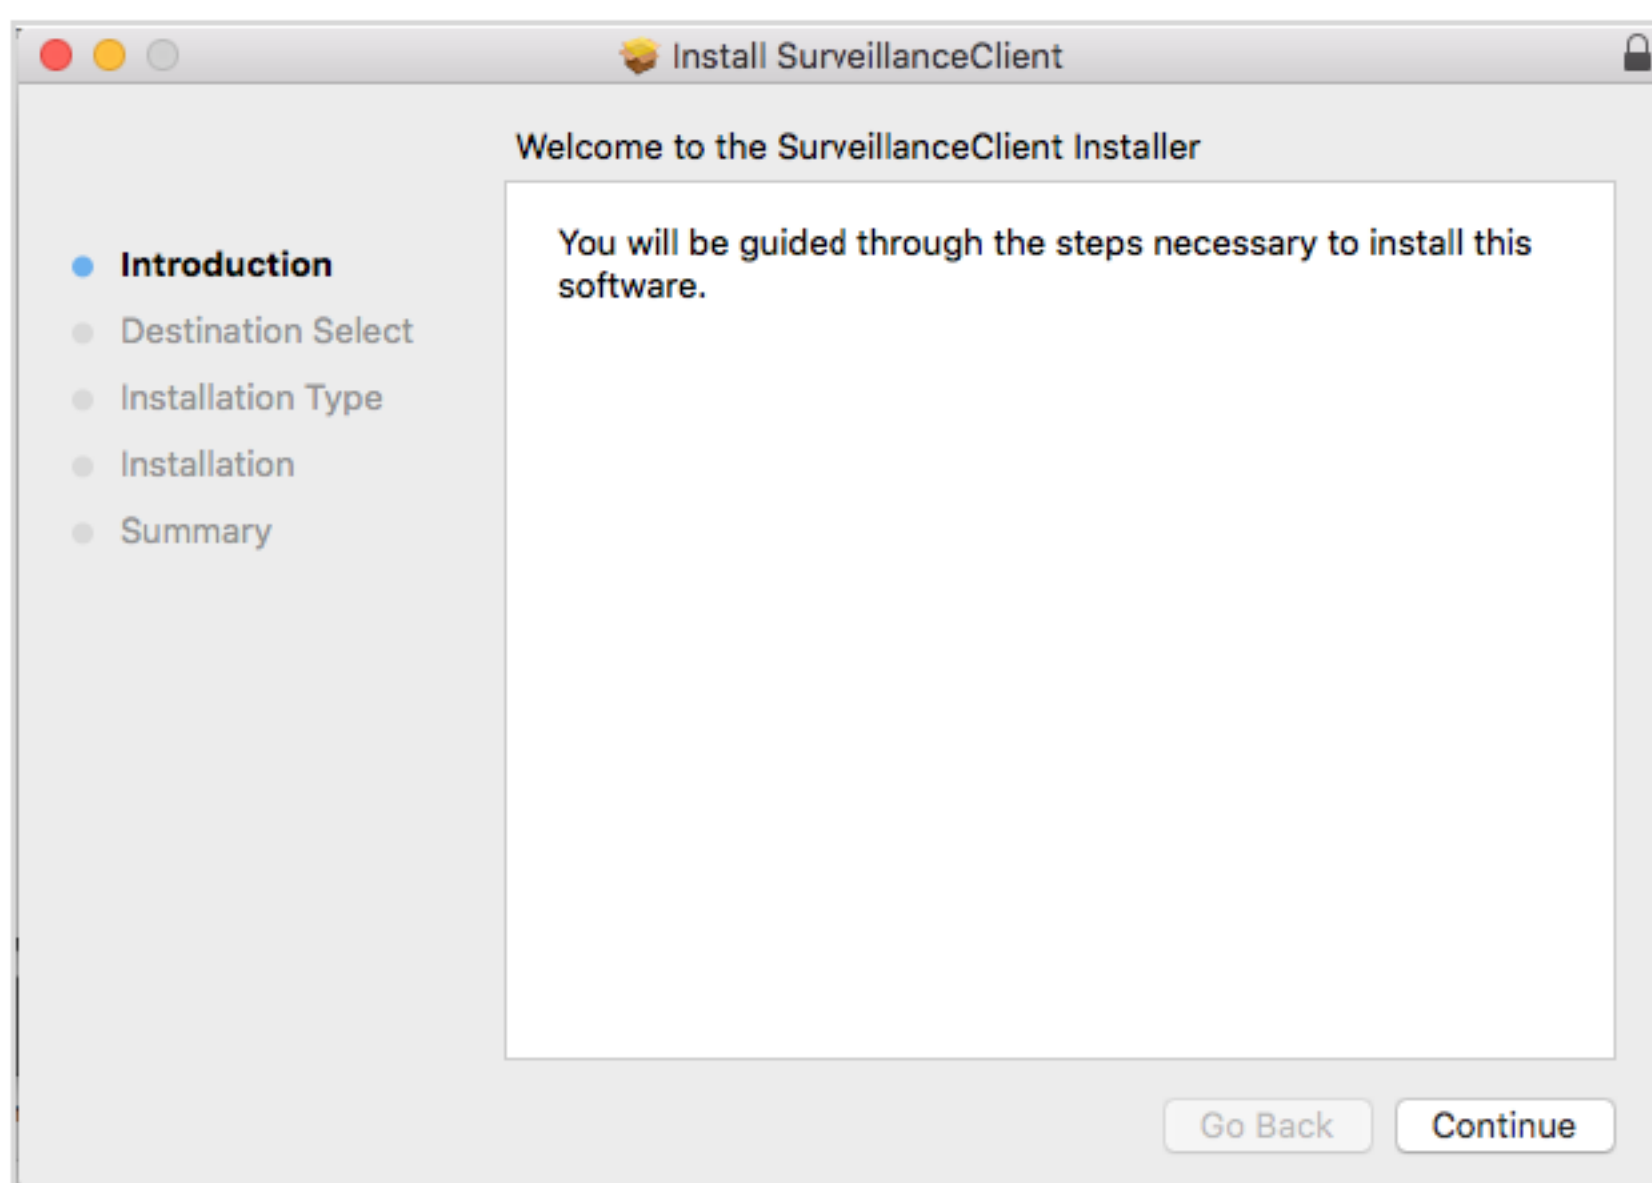 Install SurveillanceClient
Welcome to the SurveillanceClient Installer
Introduction
Destination Select
Installation Type
Installation
Summary
You will be guided through the steps necessary to install this
software.
Go Back
Continue